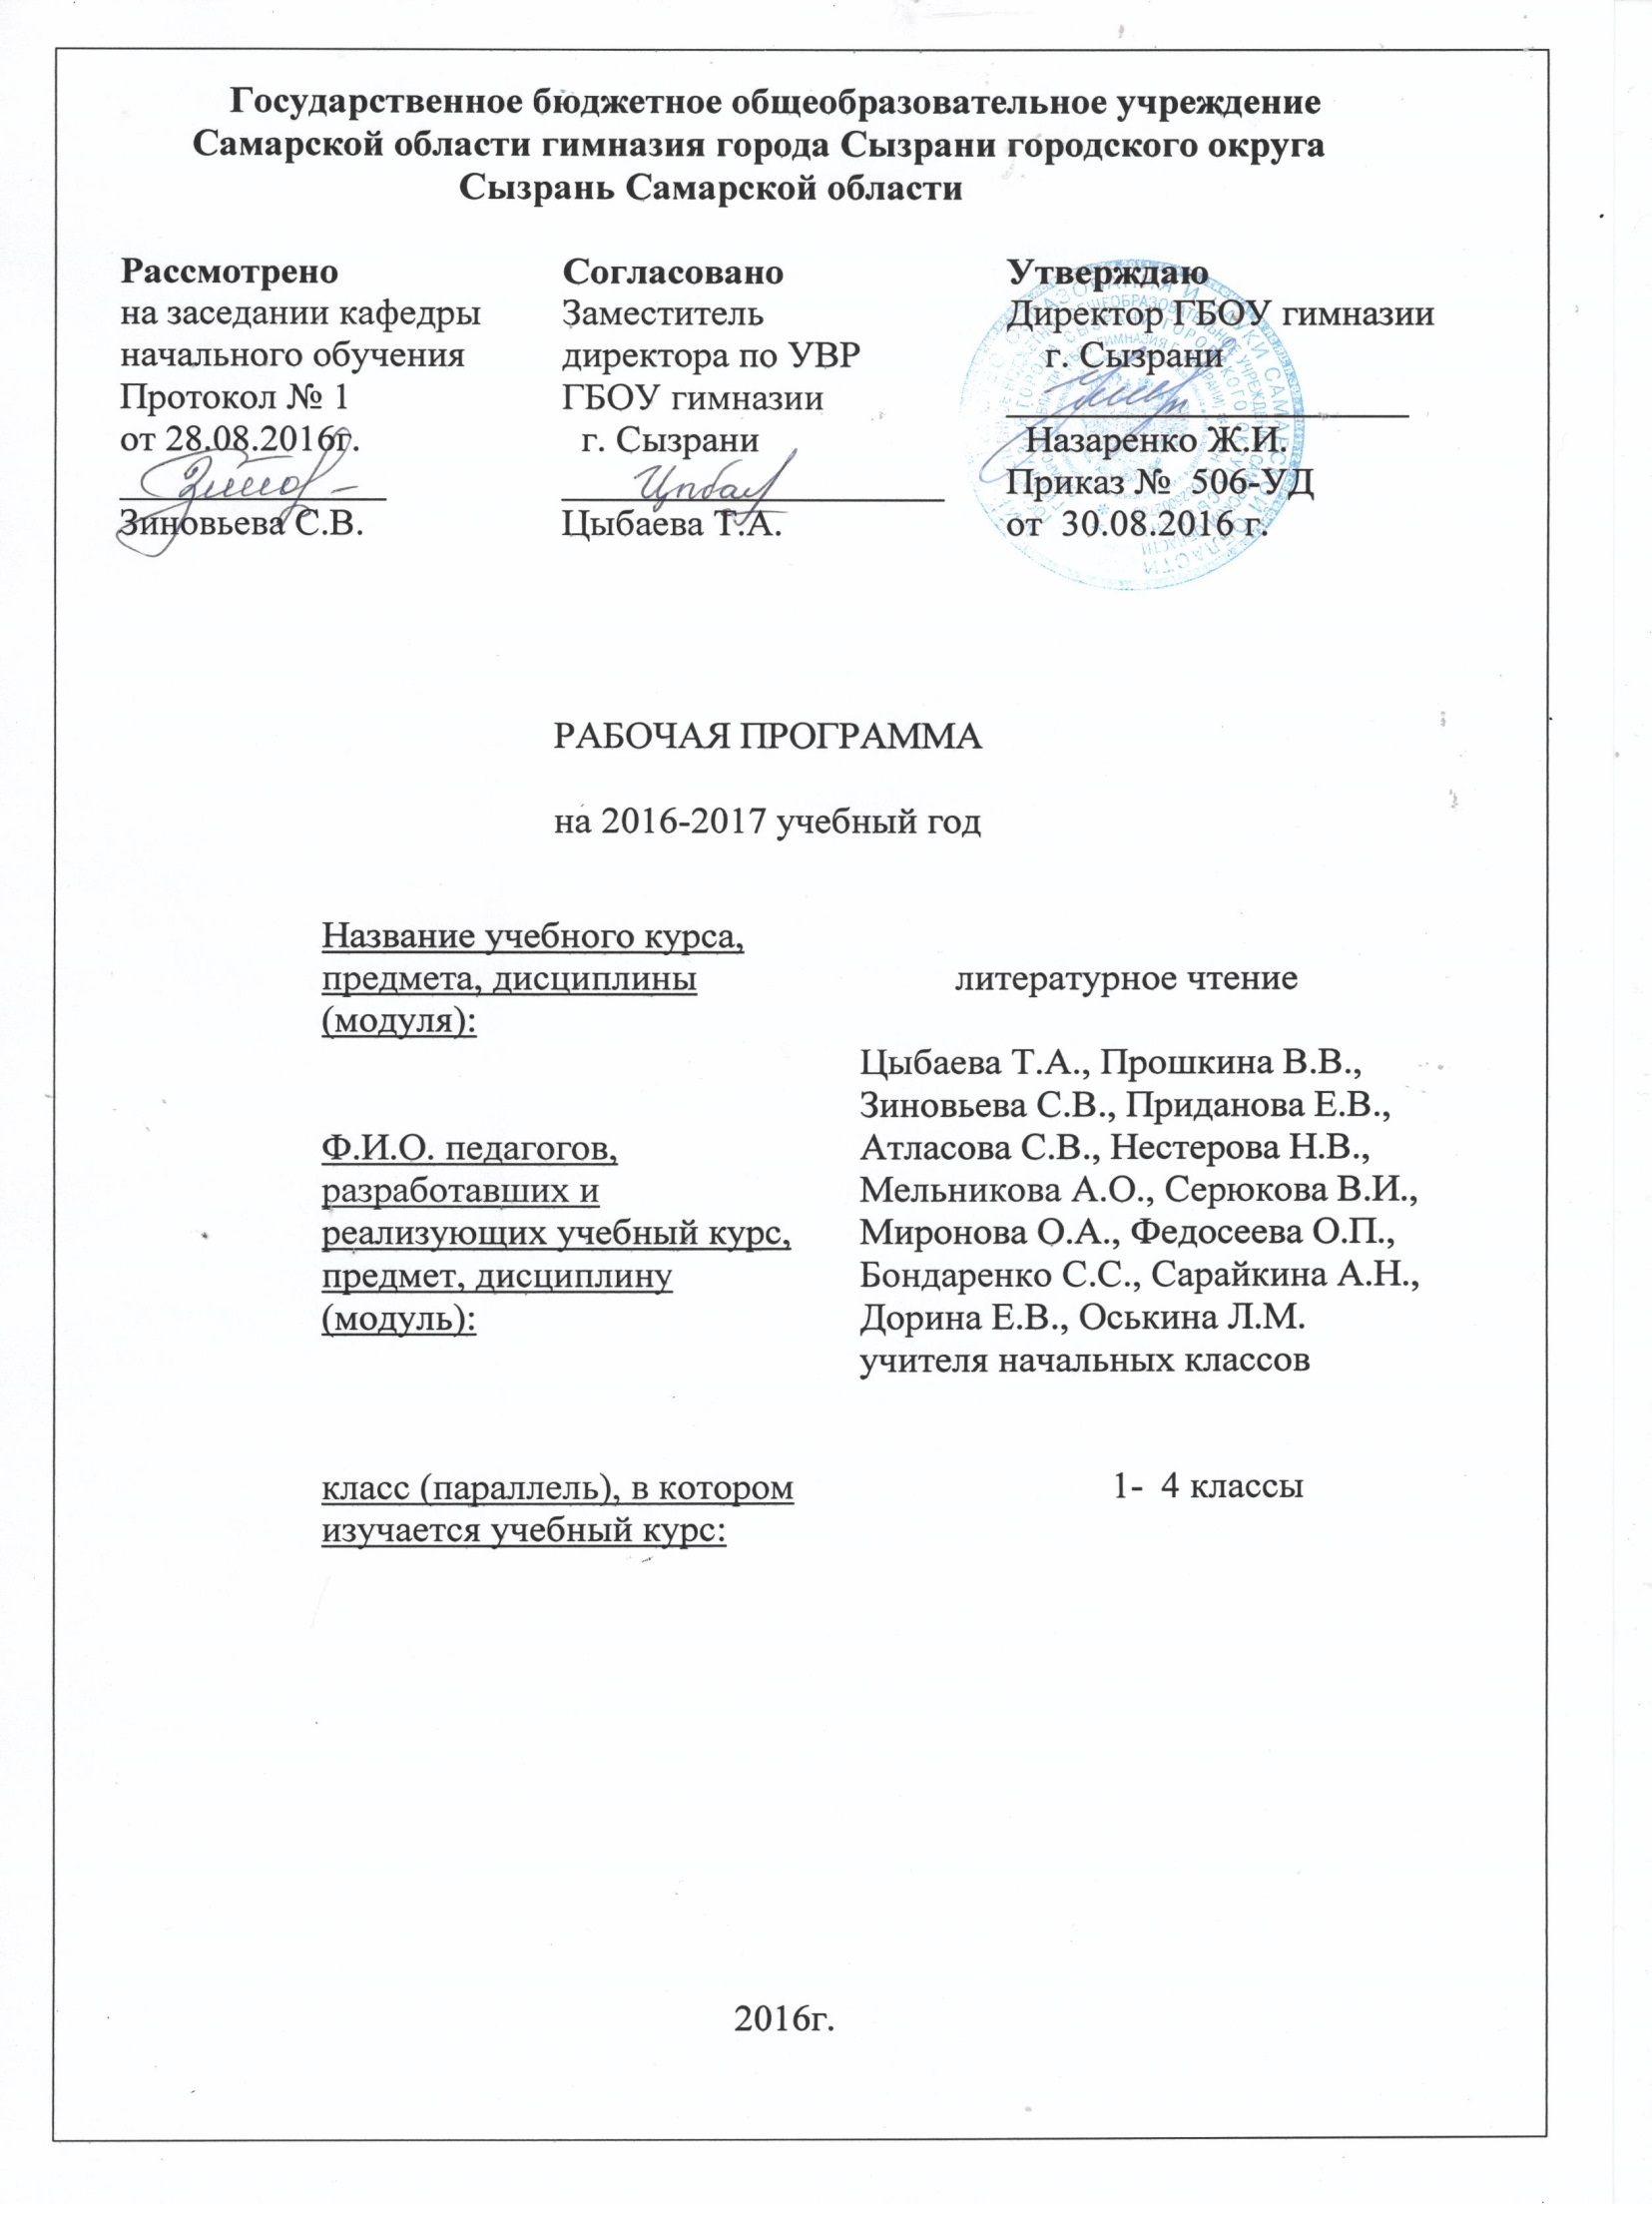 Государственное бюджетное общеобразовательное учреждение
Самарской области гимназия города Сызрани городского округа
Сызрань Самарской области
Рассмотрено
на заседании кафедры
начального обучения
Протокол № 1
от 28.08.2016г.
Зиновьева С.В.
Согласовано
Заместитель
директора по УВР
ГБОУ гимназии
г. Сызрани
Цыбаева Т.А.
Утверждаю
Директор ГБОУ гимназии
г. Сызрани
Назаренко Ж.И.
Приказ № 506-УД
от 30.08.2016 г.
РАБОЧАЯ ПРОГРАММА
на 2016-2017 учебный год
Название учебного курса,
предмета, дисциплины
(модуля):
литературное чтение
Ф.И.О. педагогов,
разработавших и
реализующих учебный курс,
предмет, дисциплину
(модуль):
Цыбаева Т.А., Прошкина В.В.,
Зиновьева С.В., Приданова Е.В.,
Атласова С.В., Нестерова Н.В.,
Мельникова А.О., Серюкова В.И.,
Миронова О.А., Федосеева О.П.,
Бондаренко С.С., Сарайкина А.Н.,
Дорина Е.В., Оськина Л.М.
учителя начальных классов
класс (параллель), в котором
изучается учебный курс:
1- 4 классы
2016г.